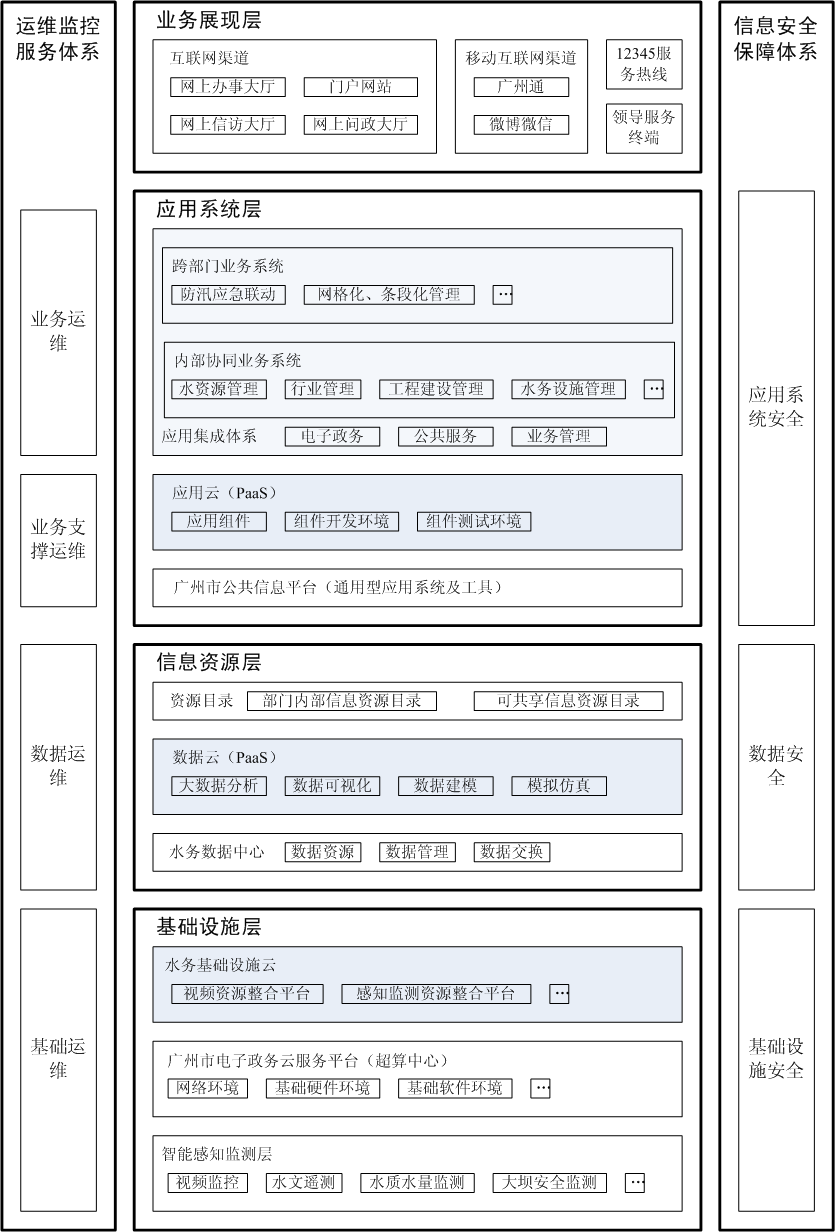 运维监控
服务体系
业务运
维
业务支
撑运维
数据运
维
基础运
维
业务展现层
互联网渠道
网上办事大厅
门户网站
网上信访大厅
网上问政大厅
移动互联网渠道
广州通
微博微信
12345服
务热线
领导服务
终端
应用系统层
跨部门业务系统
防汛应急联动
网格化、条段化管理
...
内部协同业务系统
水资源管理
行业管理
工程建设管理
水务设施管理
...
应用集成体系
电子政务
公共服务
业务管理
应用云（PaaS）
应用组件
组件开发环境
组件测试环境
广州市公共信息平台（通用型应用系统及工具）
信息资源层
资源目录
部门内部信息资源目录
可共享信息资源目录
数据云（PaaS）
大数据分析
数据可视化
数据建模
模拟仿真
水务数据中心
数据资源
数据管理
数据交换
基础设施层
水务基础设施云
视频资源整合平台
感知监测资源整合平台
...
广州市电子政务云服务平台（超算中心）
网络环境
基础硬件环境
基础软件环境
...
智能感知监测层
视频监控
水文遥测
水质水量监测
大坝安全监测
...
信息安全
保障体系
应用系
统安全
数据安
全
基础设
施安全